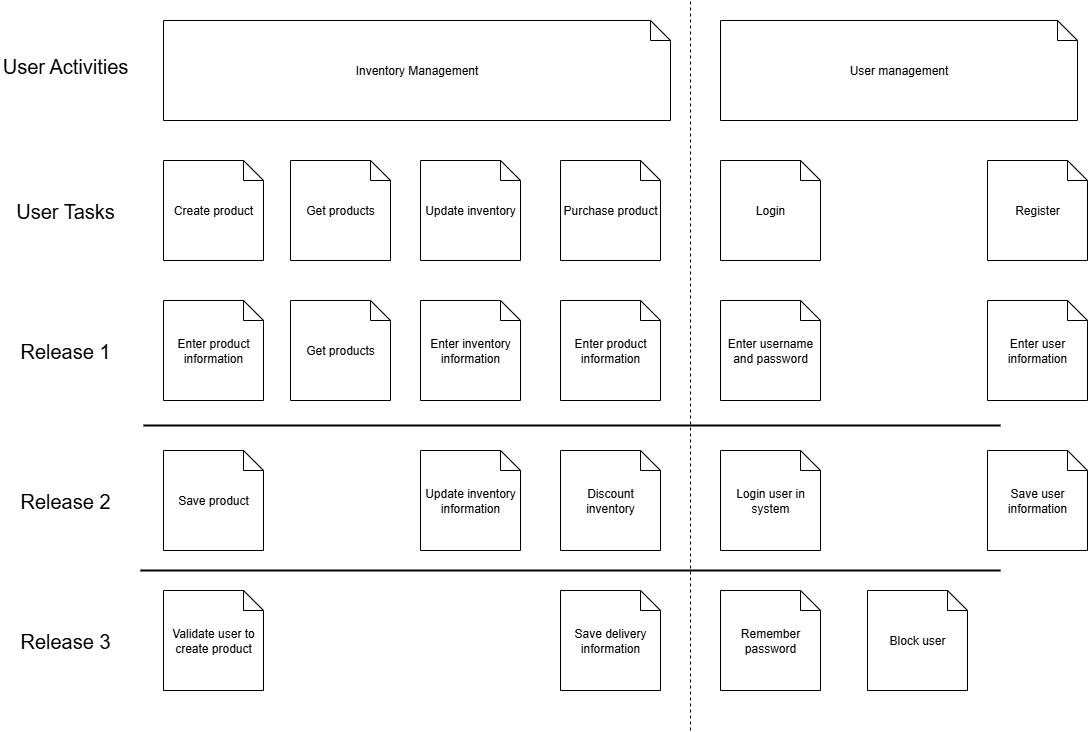 User Activities
Inventory Management
User management
User Tasks
Create product
Get products
Update inventory
Purchase product
Login
Register
Release 1
Enter product
information
Get products
Enter inventory
information
Enter product
information
Enter username
and password
Enter user
information
Release 2
Save product
Update inventory
information
Discount
inventory
Login user in
system
Save user
information
Release 3
Validate user to
create product
Save delivery
information
Remember
password
Block user